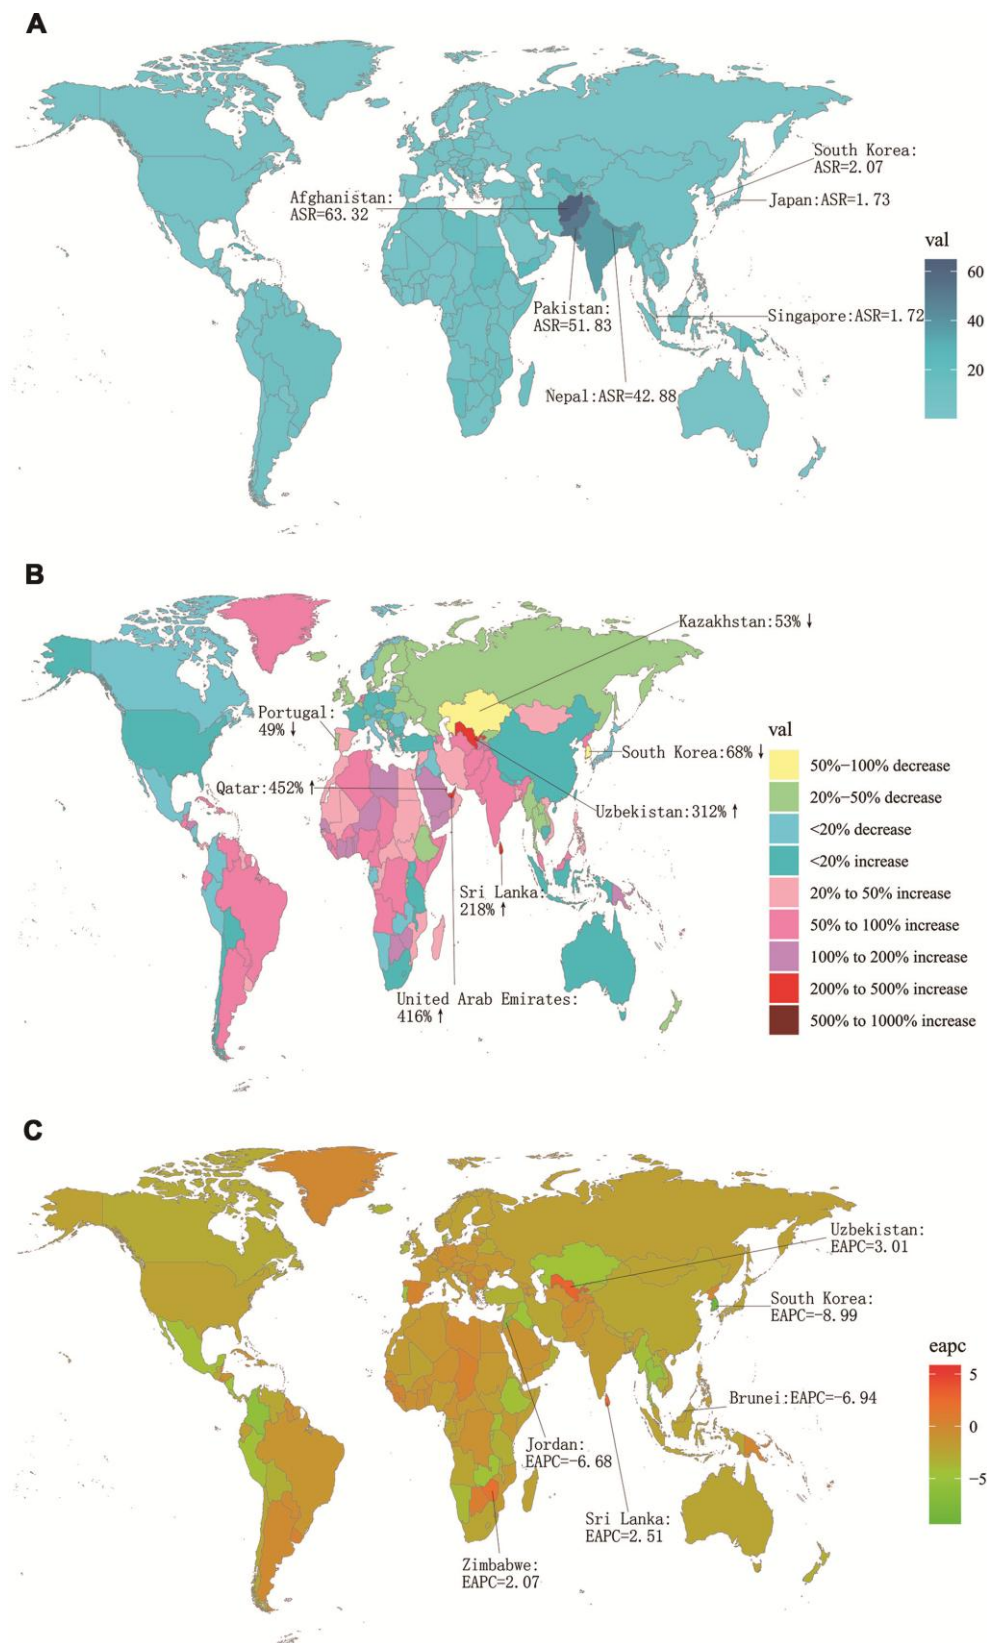 A
South Korea:
ASR=2.07
Afghanistan:
ASR=63.32
Japan:ASR=1.73
val
60
40
20
Pakistan:
ASR=51.83
Singapore:ASR=1.72
Nepal:ASR=42.88
B
Kazakhstan:53% ↓
Portugal:
49% ↓
South Korea:68% ↓
Qatar:452% ↑
Uzbekistan:312% ↑
val
50%-100% decrease
20%-50% decrease
<20% decrease
<20% increase
20% to 50% increase
50% to 100% increase
100% to 200% increase
200% to 500% increase
500% to 1000% increase
Sri Lanka:
218% ↑
United Arab Emirates:
416% ↑
C
Uzbekistan:
EAPC=3.01
South Korea:
EAPC=-8.99
eapc
5
0
-5
Brunei:EAPC=-6.94
Jordan:
EAPC=-6.68
Sri Lanka:
EAPC=2.51
Zimbabwe:
EAPC=2.07